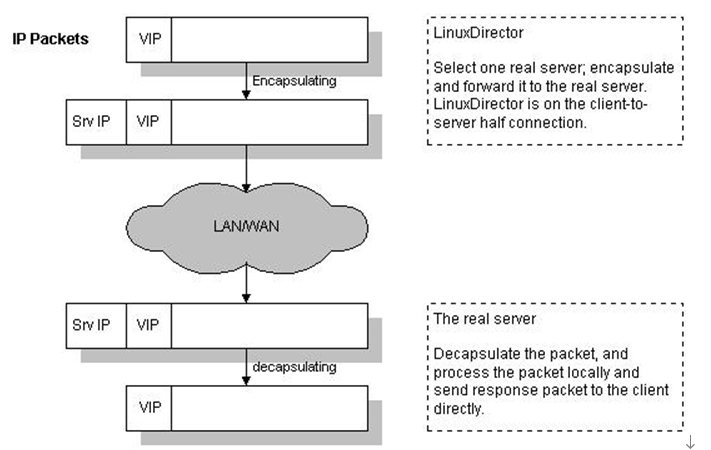 IP Packets
VIP
Encapsulating
Srv IP
VIP
LAN/WAN
Srv IP
VIP
decapsulating
VIP
LinuxDirector
Select one real server; encapsulate
and forward it to the real server.
LinuxDirector is on the client-to-
server half connection.
The real server
Decapsulate the packet, and
process the packet locally and
send response packet to the client
directly.